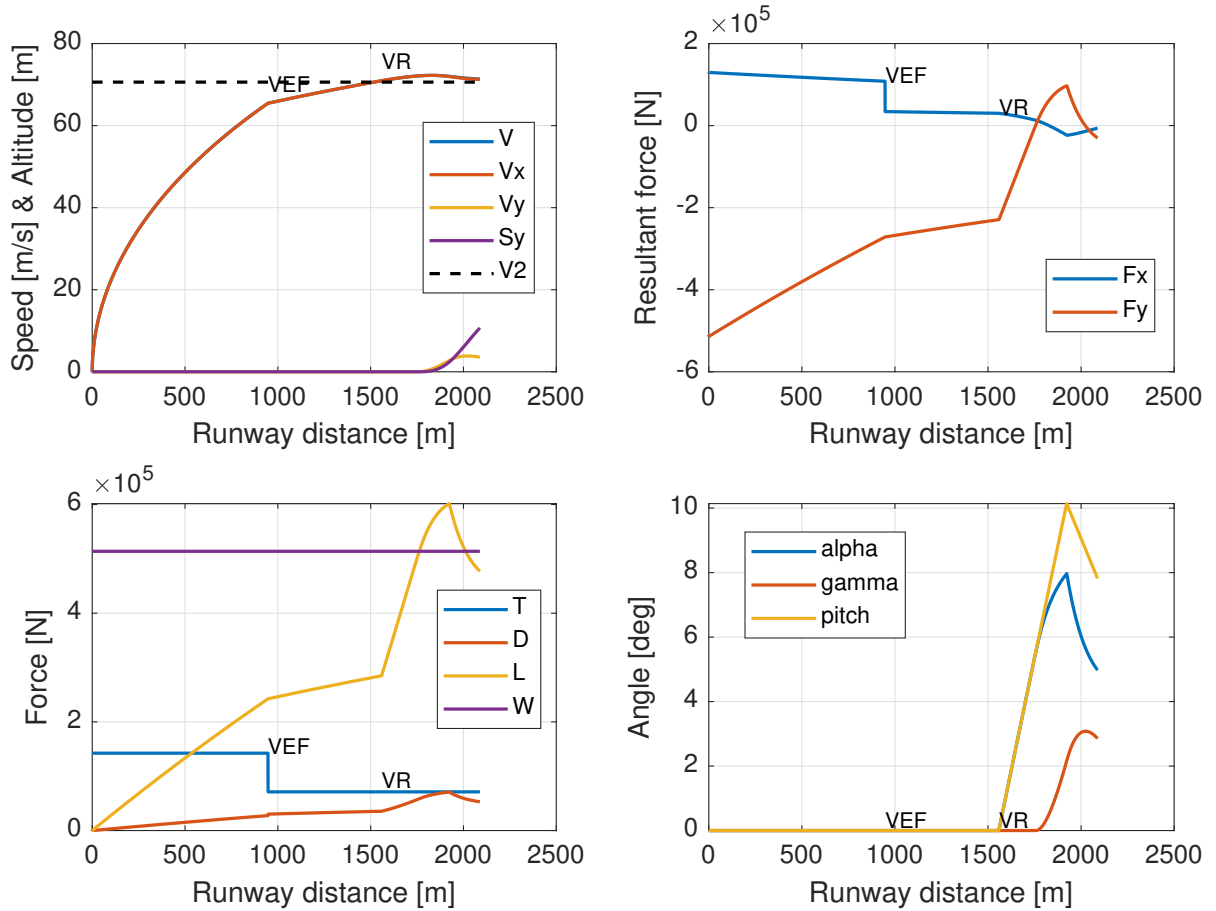 80
60
40
20
0
0
500
1000
1500
2000
2500
Speed [m/s] & Altitude [m]
Runway distance [m]
VEF
VR
V
Vx
Vy
Sy
V2
×10^5
2
0
-2
-4
-6
0
500
1000
1500
2000
2500
Resultant force [N]
Runway distance [m]
VEF
VR
Fx
Fy
×10^5
6
4
2
0
0
500
1000
1500
2000
2500
Force [N]
Runway distance [m]
VEF
VR
T
D
L
W
10
8
6
4
2
0
0
500
1000
1500
2000
2500
Angle [deg]
Runway distance [m]
VEF
VR
alpha
gamma
pitch